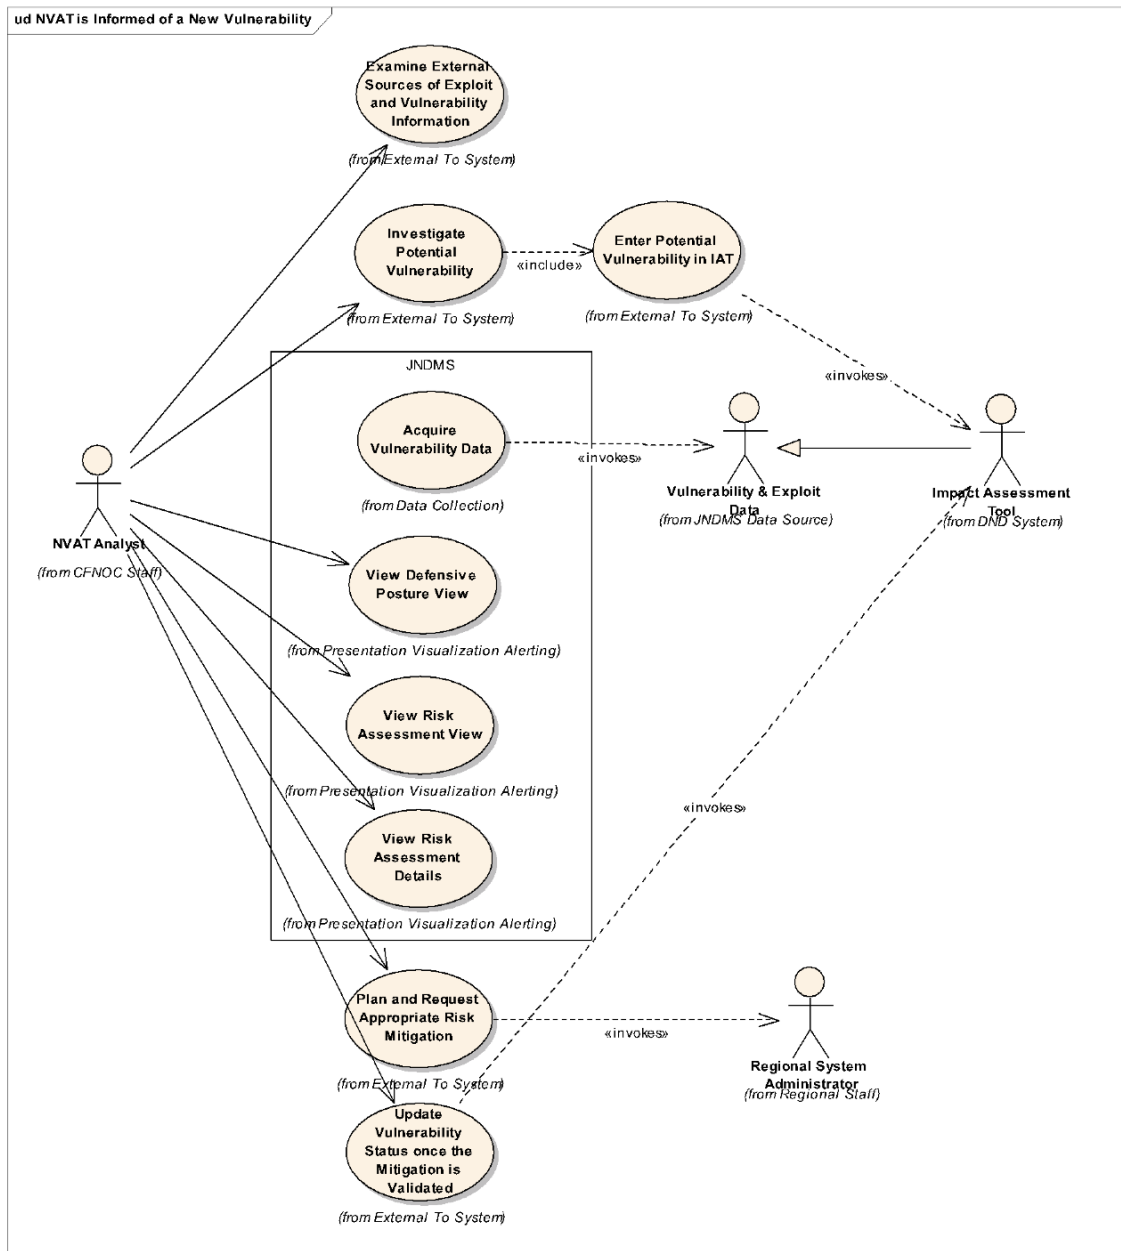 ud NVAT is Informed of a New Vulnerability
Examine External
Sources of Exploit
and Vulnerability
Information
(from External To System)
Investigate
Potential
Vulnerability
(from External To System)
«include»
Enter Potential
Vulnerability in IAT
(from External To System)
«invokes»
JNDMS
Acquire
Vulnerability Data
(from Data Collection)
«invokes»
Vulnerability & Exploit
Data
(from JNDMS Data Source)
Impact Assessment
Tool
(from DND System)
NVAT Analyst
(from CFNOC Staff)
View Defensive
Posture View
(from Presentation Visualization Alerting)
View Risk
Assessment View
(from Presentation Visualization Alerting)
«invokes»
View Risk
Assessment
Details
(from Presentation Visualization Alerting)
Plan and Request
Appropriate Risk
Mitigation
(from External To System)
«invokes»
Regional System
Administrator
(from Regional Staff)
Update
Vulnerability
Status once the
Mitigation is
Validated
(from External To System)